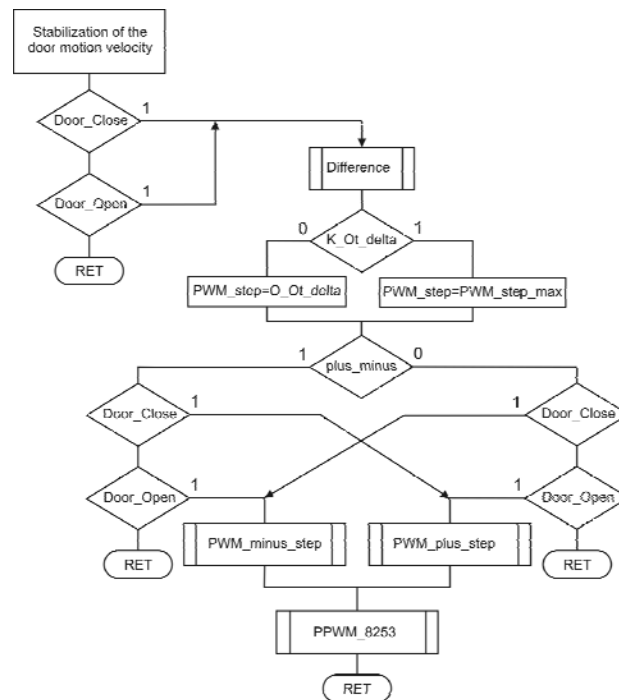 Stabilization of the
door motion velocity
Door_Close
1
Door_Open
1
RET
Difference
K_Ot_delta
0
1
PWM_step=O_Ot_delta
PWM_step=PWM_step_max
plus_minus
1
0
Door_Close
1
1
Door_Close
Door_Open
1
1
Door_Open
RET
PWM_minus_step
PWM_plus_step
RET
PPWM_8253
RET